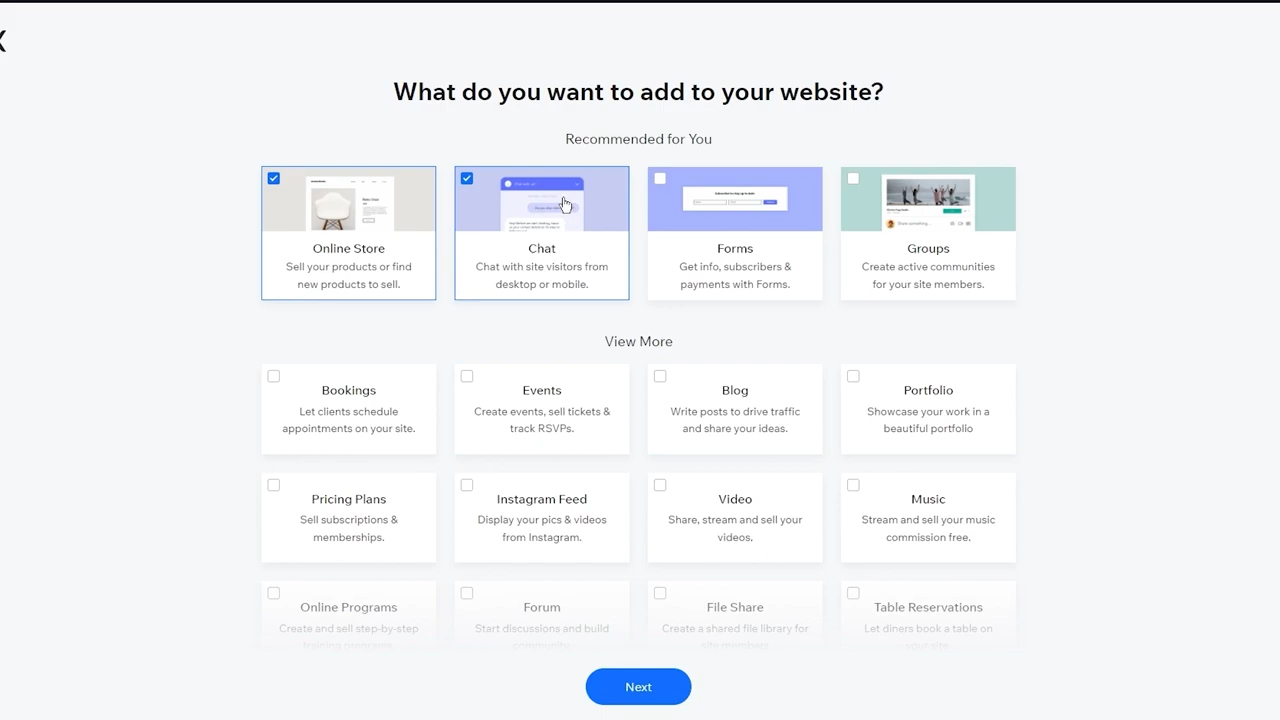 What do you want to add to your website?
Recommended for You
Online Store
Sell your products or find
new products to sell.
Chat
Chat with site visitors from
desktop or mobile.
Forms
Get info, subscribers &
payments with Forms.
Groups
Create active communities
for your site members.
View More
Bookings
Let clients schedule
appointments on your site.
Events
Create events, sell tickets &
track RSVPs.
Blog
Write posts to drive traffic
and share your ideas.
Portfolio
Showcase your work in a
beautiful portfolio
Pricing Plans
Sell subscriptions &
memberships.
Instagram Feed
Display your pics & videos
from Instagram.
Video
Share, stream and sell your
videos.
Music
Stream and sell your music
commission free.
Online Programs
Create and sell step-by-step
training programs.
Forum
Start discussions and build
community.
File Share
Create a shared file library for
site members.
Table Reservations
Let diners book a table on
your site.
Next